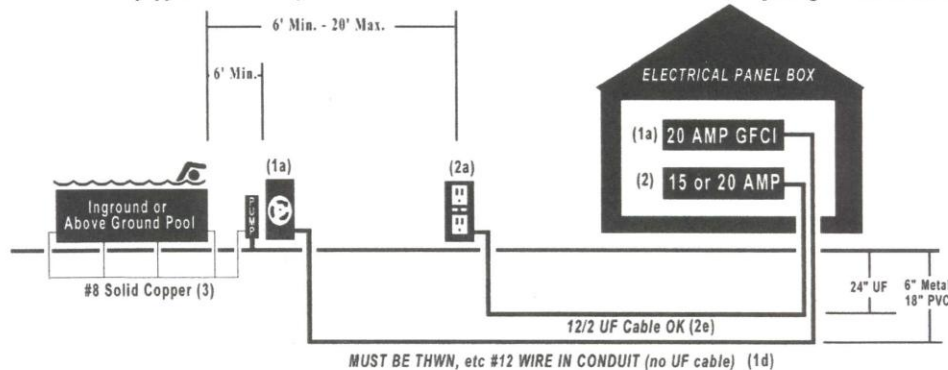 6' Min. - 20' Max.
6' Min.
ELECTRICAL PANEL BOX
(1a) 20 AMP GFCI
(2) 15 or 20 AMP
(1a)
(2a)
PUMP
Inground or
Above Ground Pool
#8 Solid Copper (3)
24" UF
6" Metal
18" PVC
12/2 UF Cable OK (2e)
MUST BE THWN, etc #12 WIRE IN CONDUIT (no UF cable) (1d)